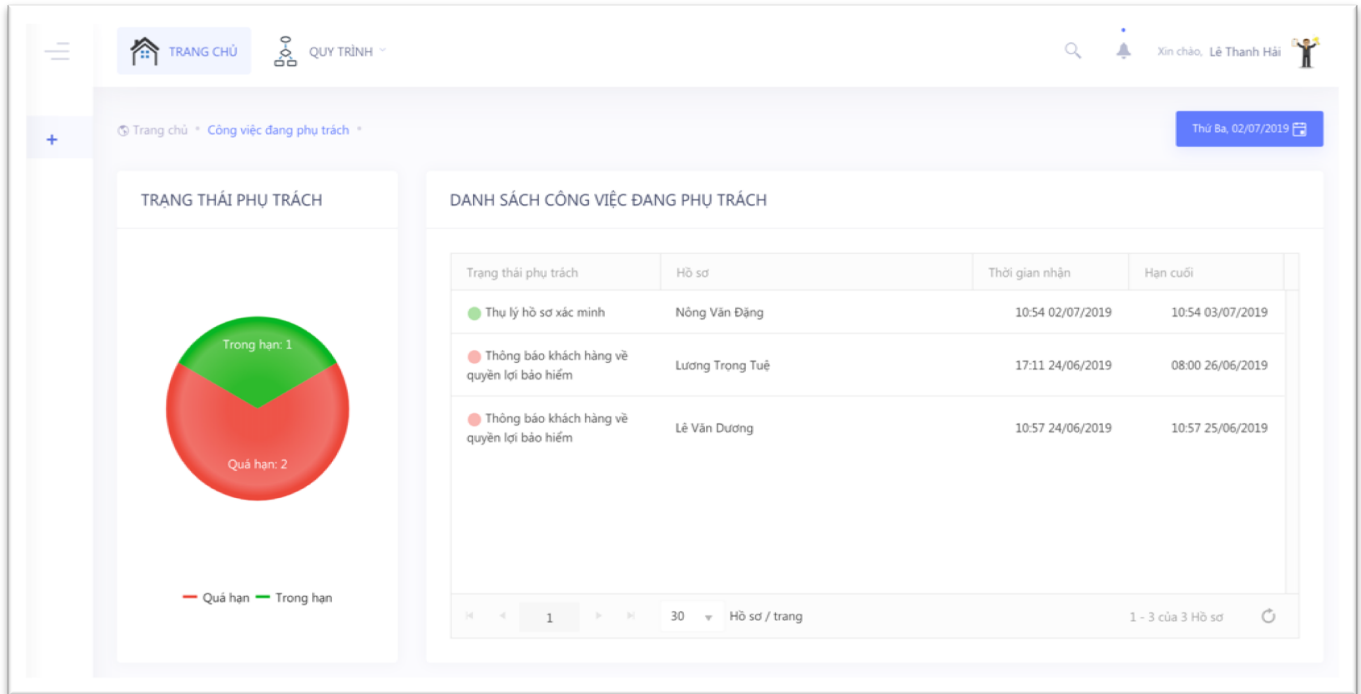 TRANG CHỦ
QUY TRÌNH
Xin chào, Lê Thanh Hải
Trang chủ
Công việc đang phụ trách
Thứ Ba, 02/07/2019
TRẠNG THÁI PHỤ TRÁCH
Trong hạn: 1
Quá hạn: 2
Quá hạn
Trong hạn
DANH SÁCH CÔNG VIỆC ĐANG PHỤ TRÁCH
Trạng thái phụ trách Hồ sơ Thời gian nhận Hạn cuối
Thụ lý hồ sơ xác minh Nông Văn Đặng 10:54 02/07/2019 10:54 03/07/2019
Thông báo khách hàng về
quyền lợi bảo hiểm Lương Trọng Tuệ 17:11 24/06/2019 08:00 26/06/2019
Thông báo khách hàng về
quyền lợi bảo hiểm Lê Văn Dương 10:57 24/06/2019 10:57 25/06/2019
1 30 Hồ sơ / trang 1 - 3 của 3 Hồ sơ